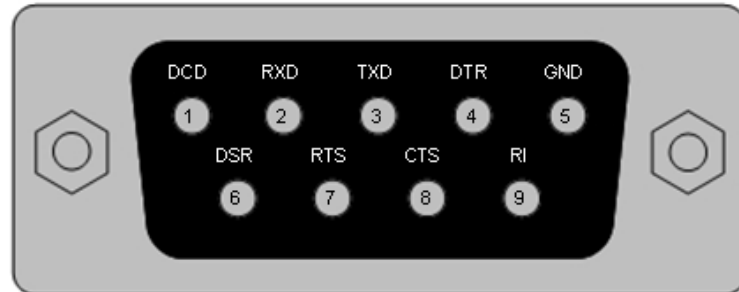 DCD RXD TXD DTR GND
1 2 3 4 5
DSR RTS CTS RI
6 7 8 9